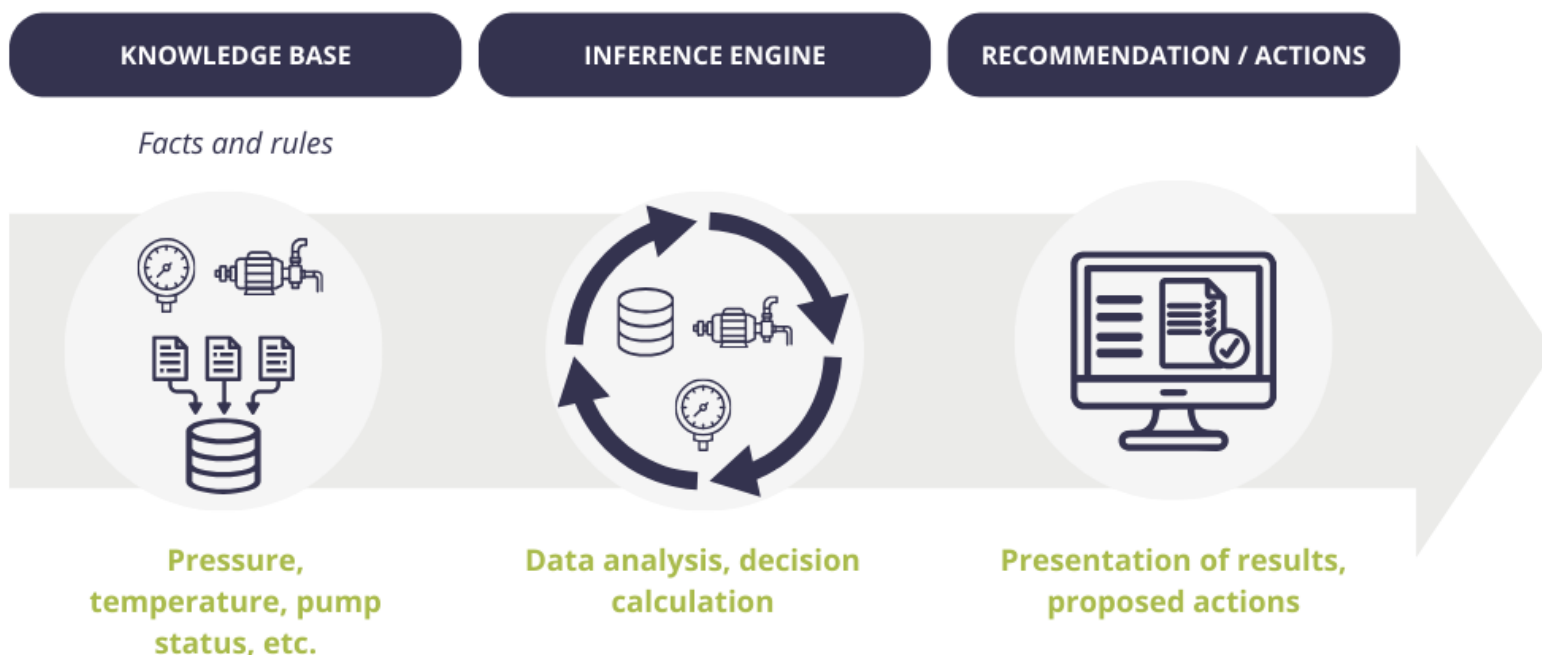 KNOWLEDGE BASE
INFERENCE ENGINE
RECOMMENDATION / ACTIONS
Facts and rules
Pressure,
temperature, pump
status, etc.
Data analysis, decision
calculation
Presentation of results,
proposed actions